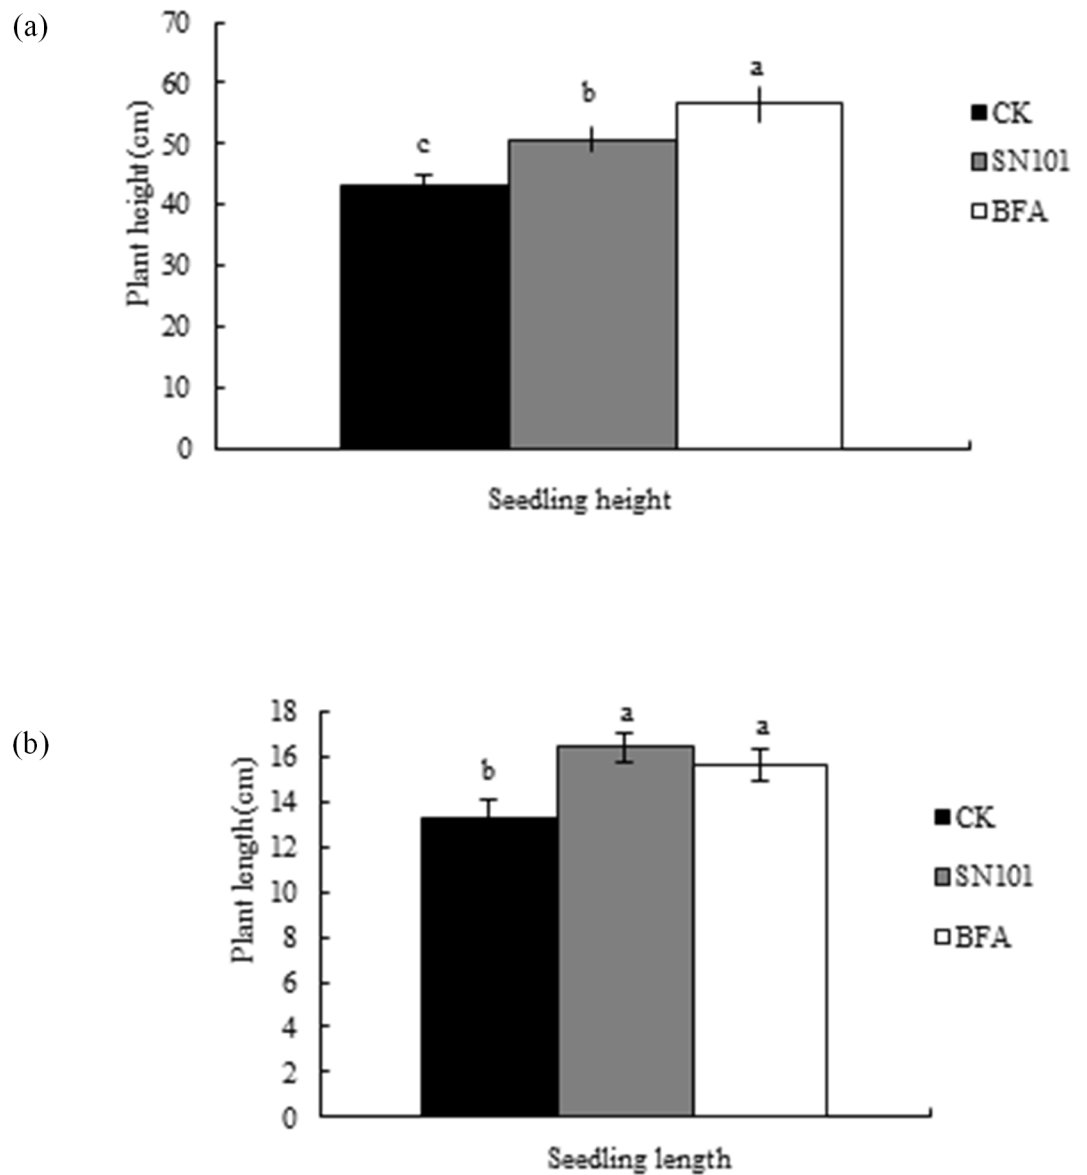 (a)
70
60
50
40
30
20
10
0
Plant height(cm)
c
b
a
CK
SN101
BFA
Seedling height
(b)
18
16
14
12
10
8
6
4
2
0
Plant length(cm)
b
a
a
CK
SN101
BFA
Seedling length